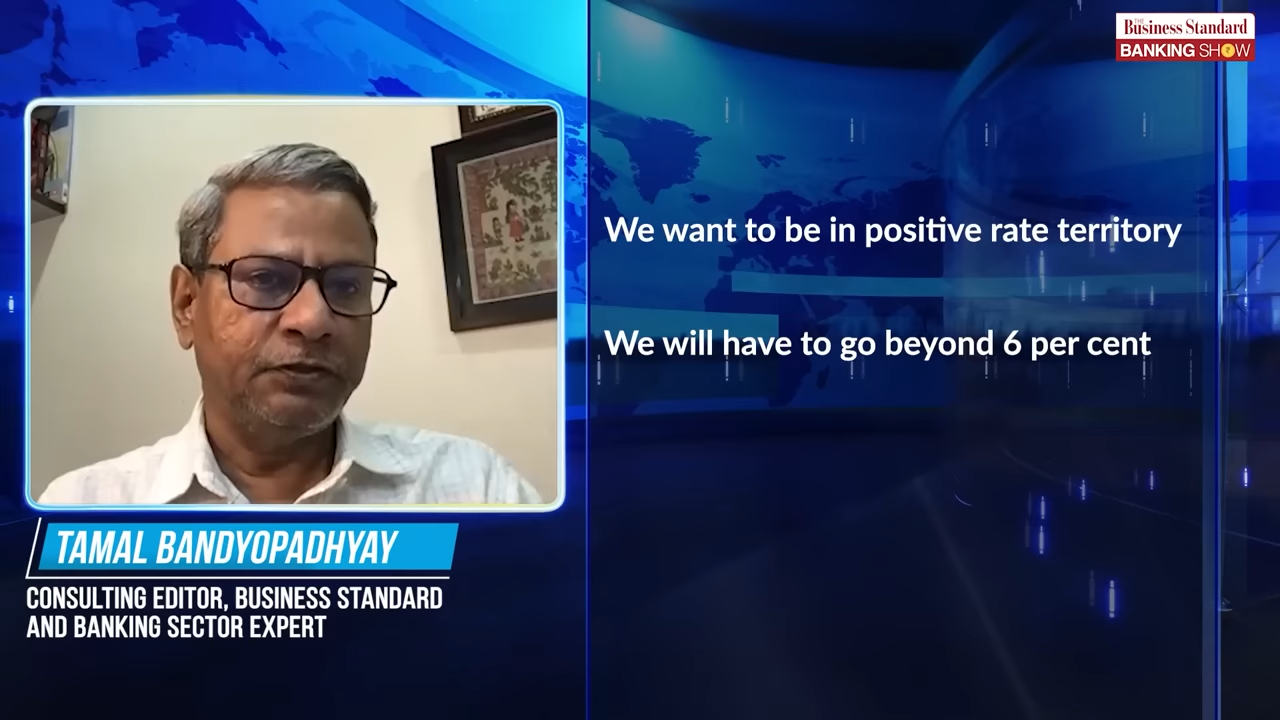 THE
Business Standard
BANKING SHOW
We want to be in positive rate territory
We will have to go beyond 6 per cent
TAMAL BANDYOPADHYAY
CONSULTING EDITOR, BUSINESS STANDARD
AND BANKING SECTOR EXPERT